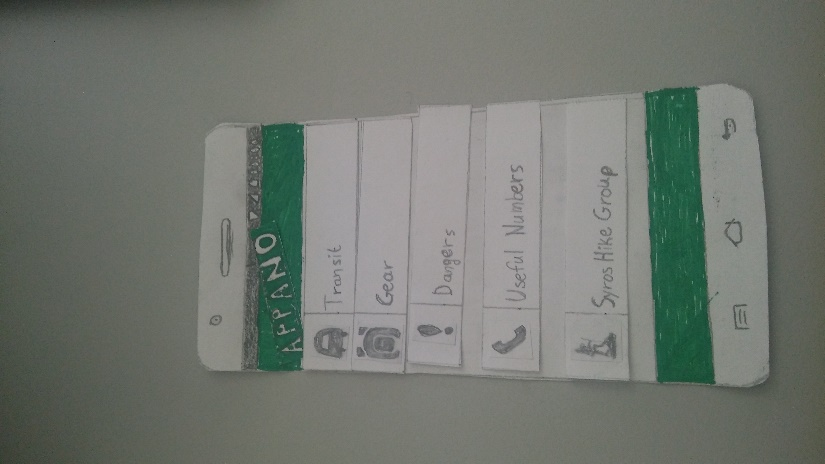 APPANO
Transit
Gear
Dangers
Useful Numbers
Syros Hike Group